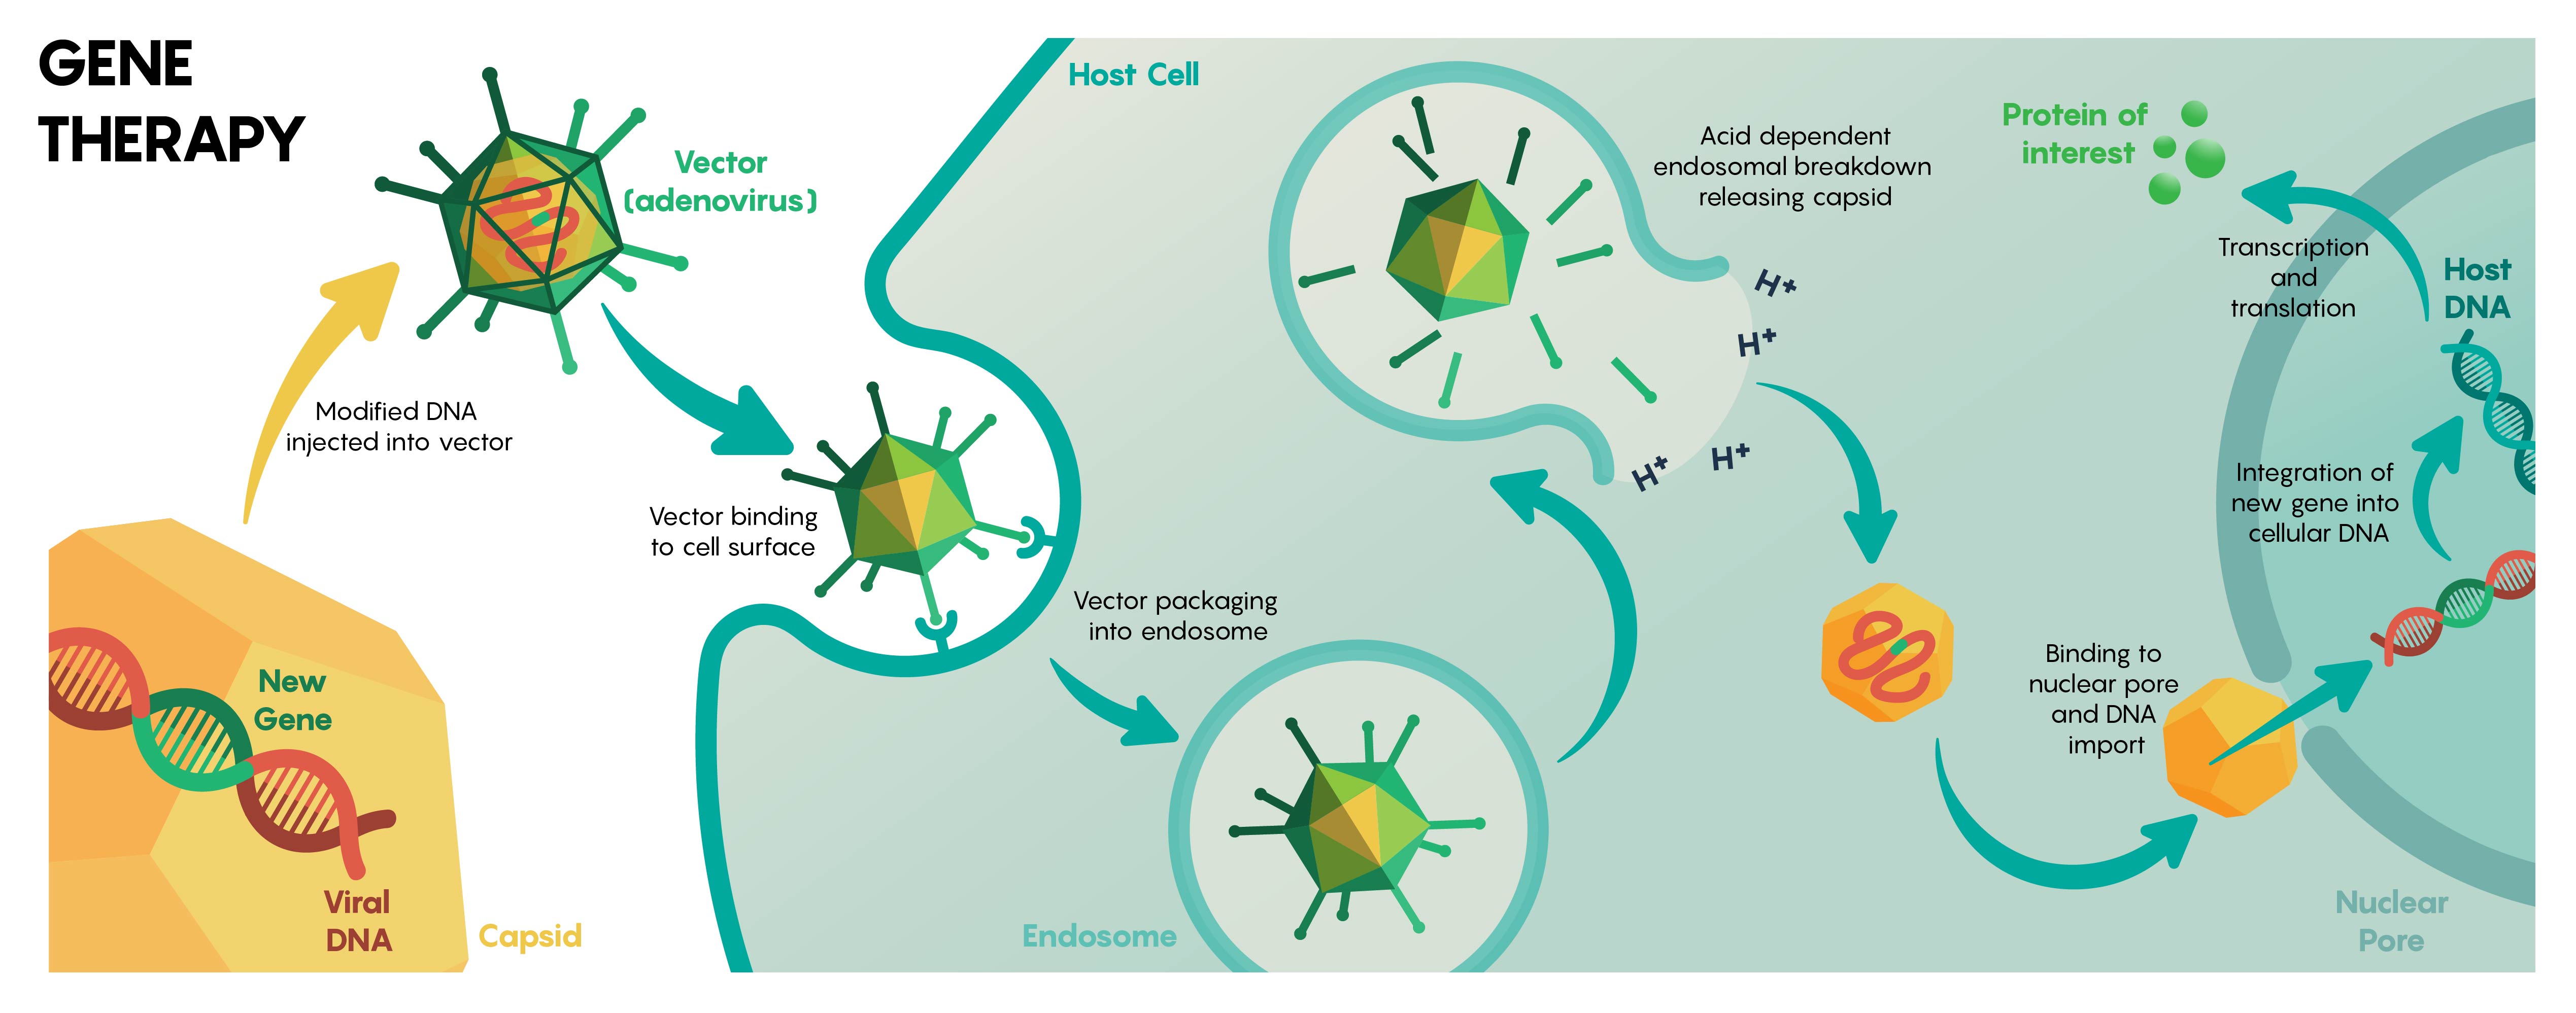 GENE
THERAPY
Vector
(adenovirus)
Modified DNA
injected into vector
New
Gene
Viral
DNA
Capsid
Vector binding
to cell surface
Host Cell
Vector packaging
into endosome
Endosome
Acid dependent
endosomal breakdown
releasing capsid
H+
H+
H+
H+
Binding to
nuclear pore
and DNA
import
Nuclear
Pore
Integration of
new gene into
cellular DNA
Host
DNA
Transcription
and
translation
Protein of
interest